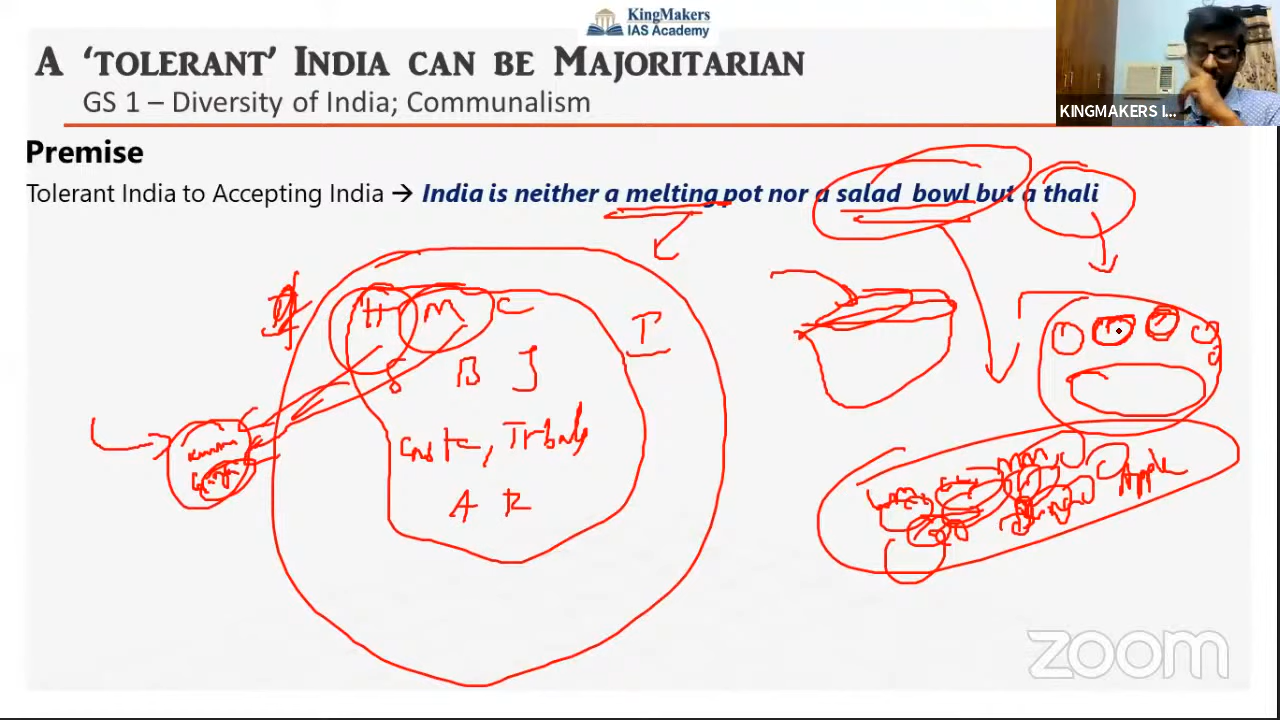 KingMakers
IAS Academy
A ‘TOLERANT’ INDIA CAN BE MAJORITARIAN
GS 1 – Diversity of India; Communalism
KINGMAKERS I...
Premise
Tolerant India to Accepting India → India is neither a melting pot nor a salad bowl but a thali
H M C
I
B J
Caste, Tribals
A R
Apple
zoom